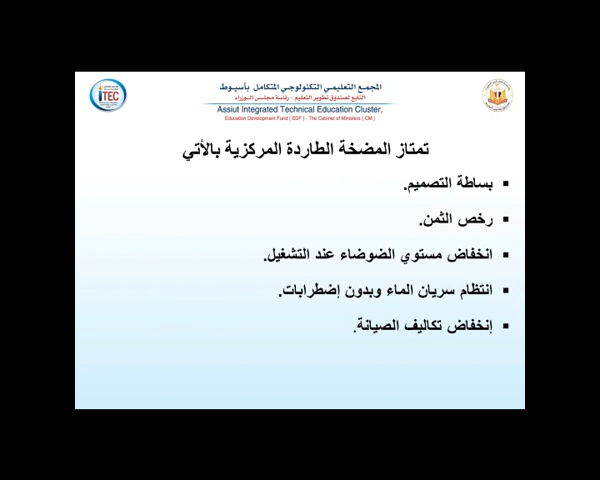 iTEC
المجمع التعليمي التكنولوجي المتكامل بأسيوط
التابع لصندوق تطوير التعليم - رئاسة مجلس الوزراء
Assiut Integrated Technical Education Cluster,
Education Development Fund ( EDF ) - The Cabinet of Ministers ( CM )
تمتاز المضخة الطاردة المركزية بالأتي
▪ بساطة التصميم.
▪ رخص الثمن.
▪ انخفاض مستوي الضوضاء عند التشغيل.
▪ انتظام سريان الماء وبدون إضطرابات.
▪ إنخفاض تكاليف الصيانة.